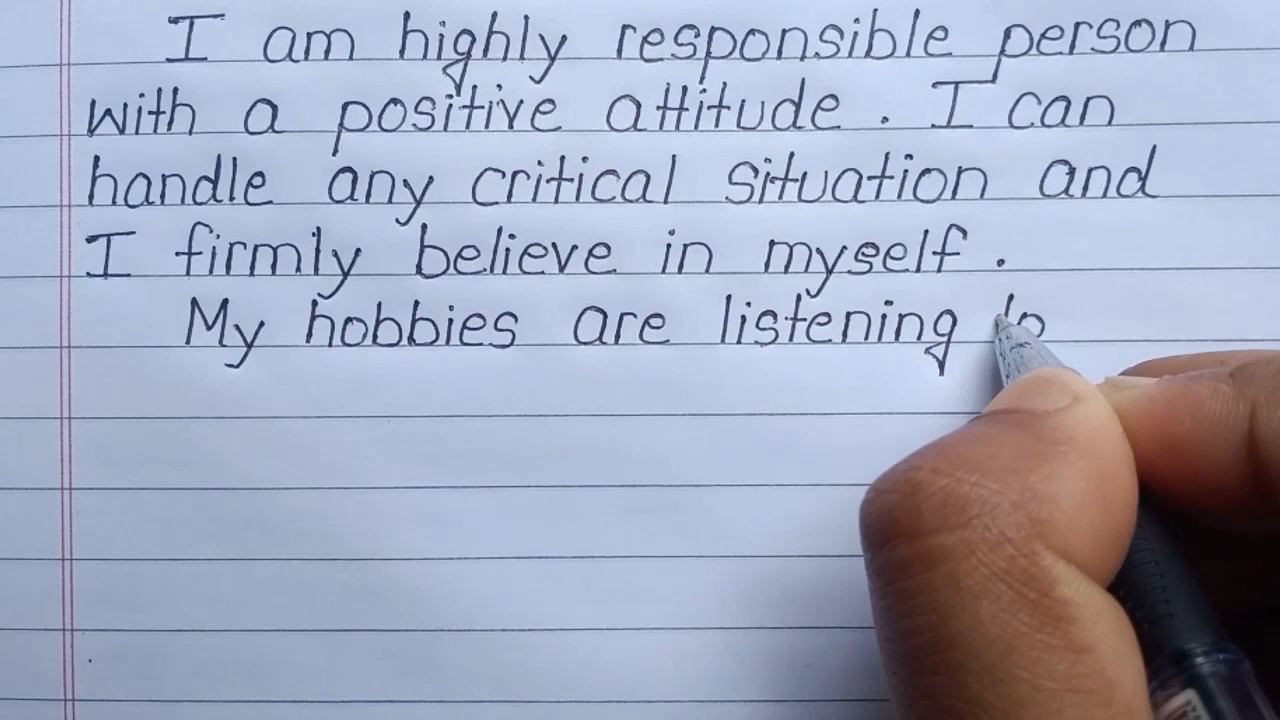 I am highly responsible person
with a positive attitude. I can
handle any critical situation and
I firmly believe in myself.
My hobbies are listening to